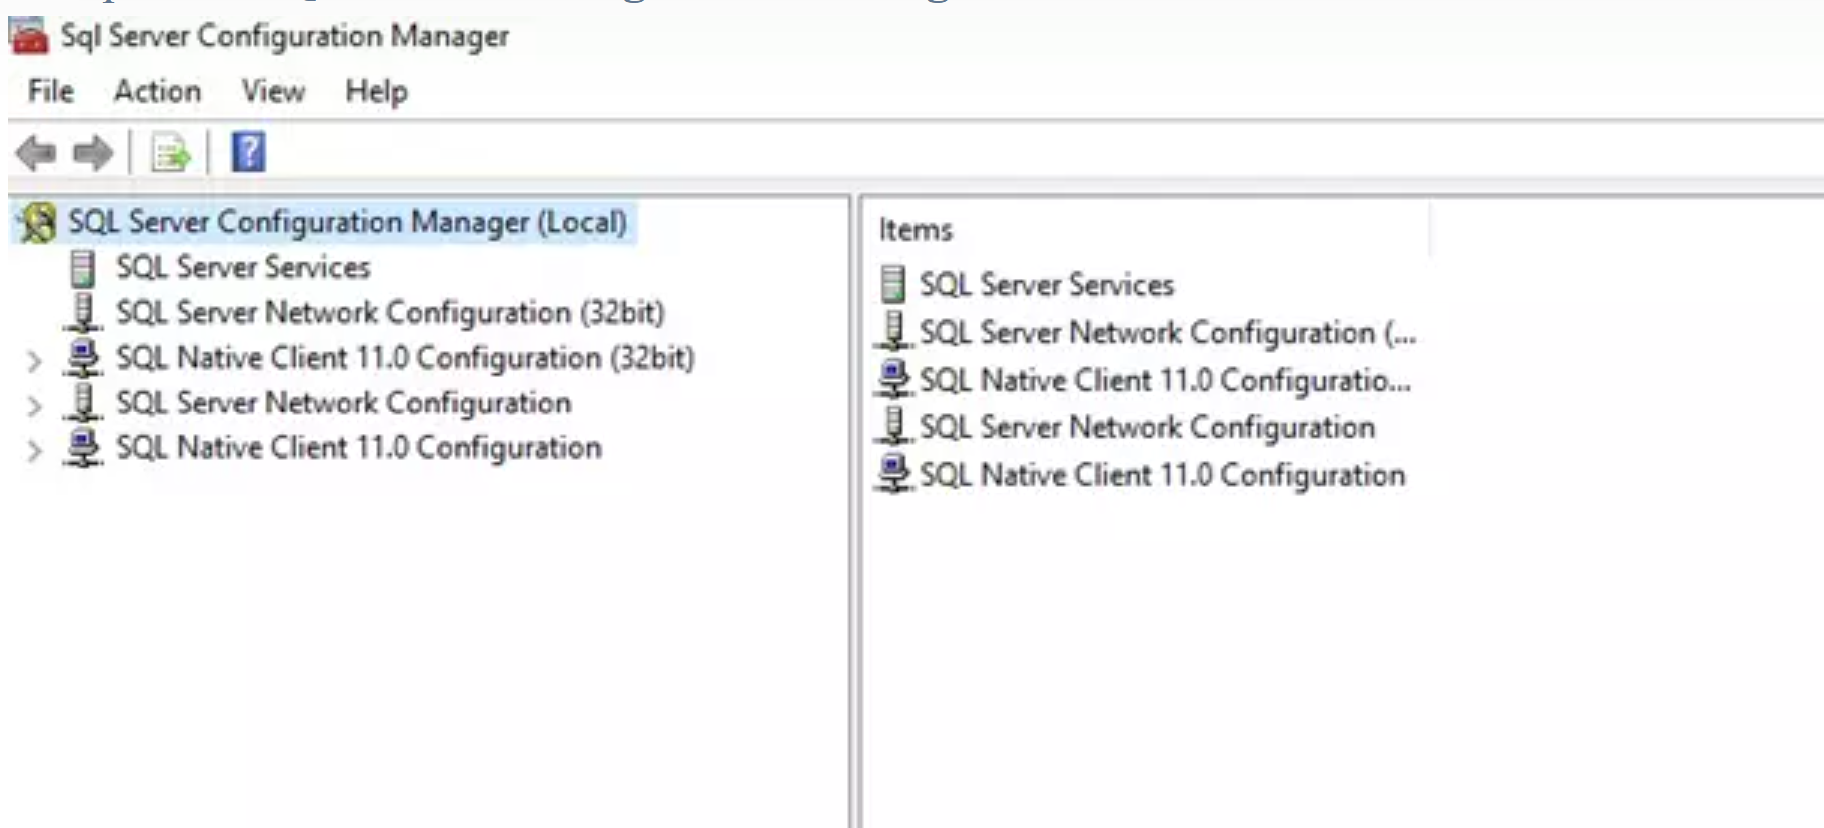 Sql Server Configuration Manager
File Action View Help
SQL Server Configuration Manager (Local)
SQL Server Services
SQL Server Network Configuration (32bit)
SQL Native Client 11.0 Configuration (32bit)
SQL Server Network Configuration
SQL Native Client 11.0 Configuration
Items
SQL Server Services
SQL Server Network Configuration (...
SQL Native Client 11.0 Configuratio...
SQL Server Network Configuration
SQL Native Client 11.0 Configuration